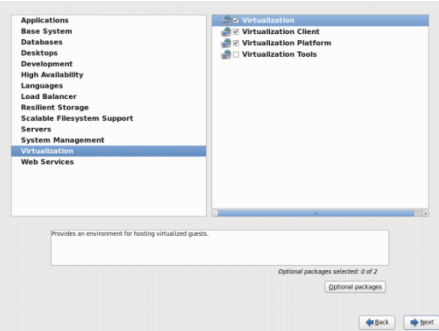 Applications
Base System
Databases
Desktops
Development
High Availability
Languages
Load Balancer
Resilient Storage
Scalable Filesystem Support
Servers
System Management
Virtualization
Web Services
Virtualization
Virtualization Client
Virtualization Platform
Virtualization Tools
Provides an environment for hosting virtualized guests.
Optional packages selected: 0 of 2
Optional packages
Back
Next